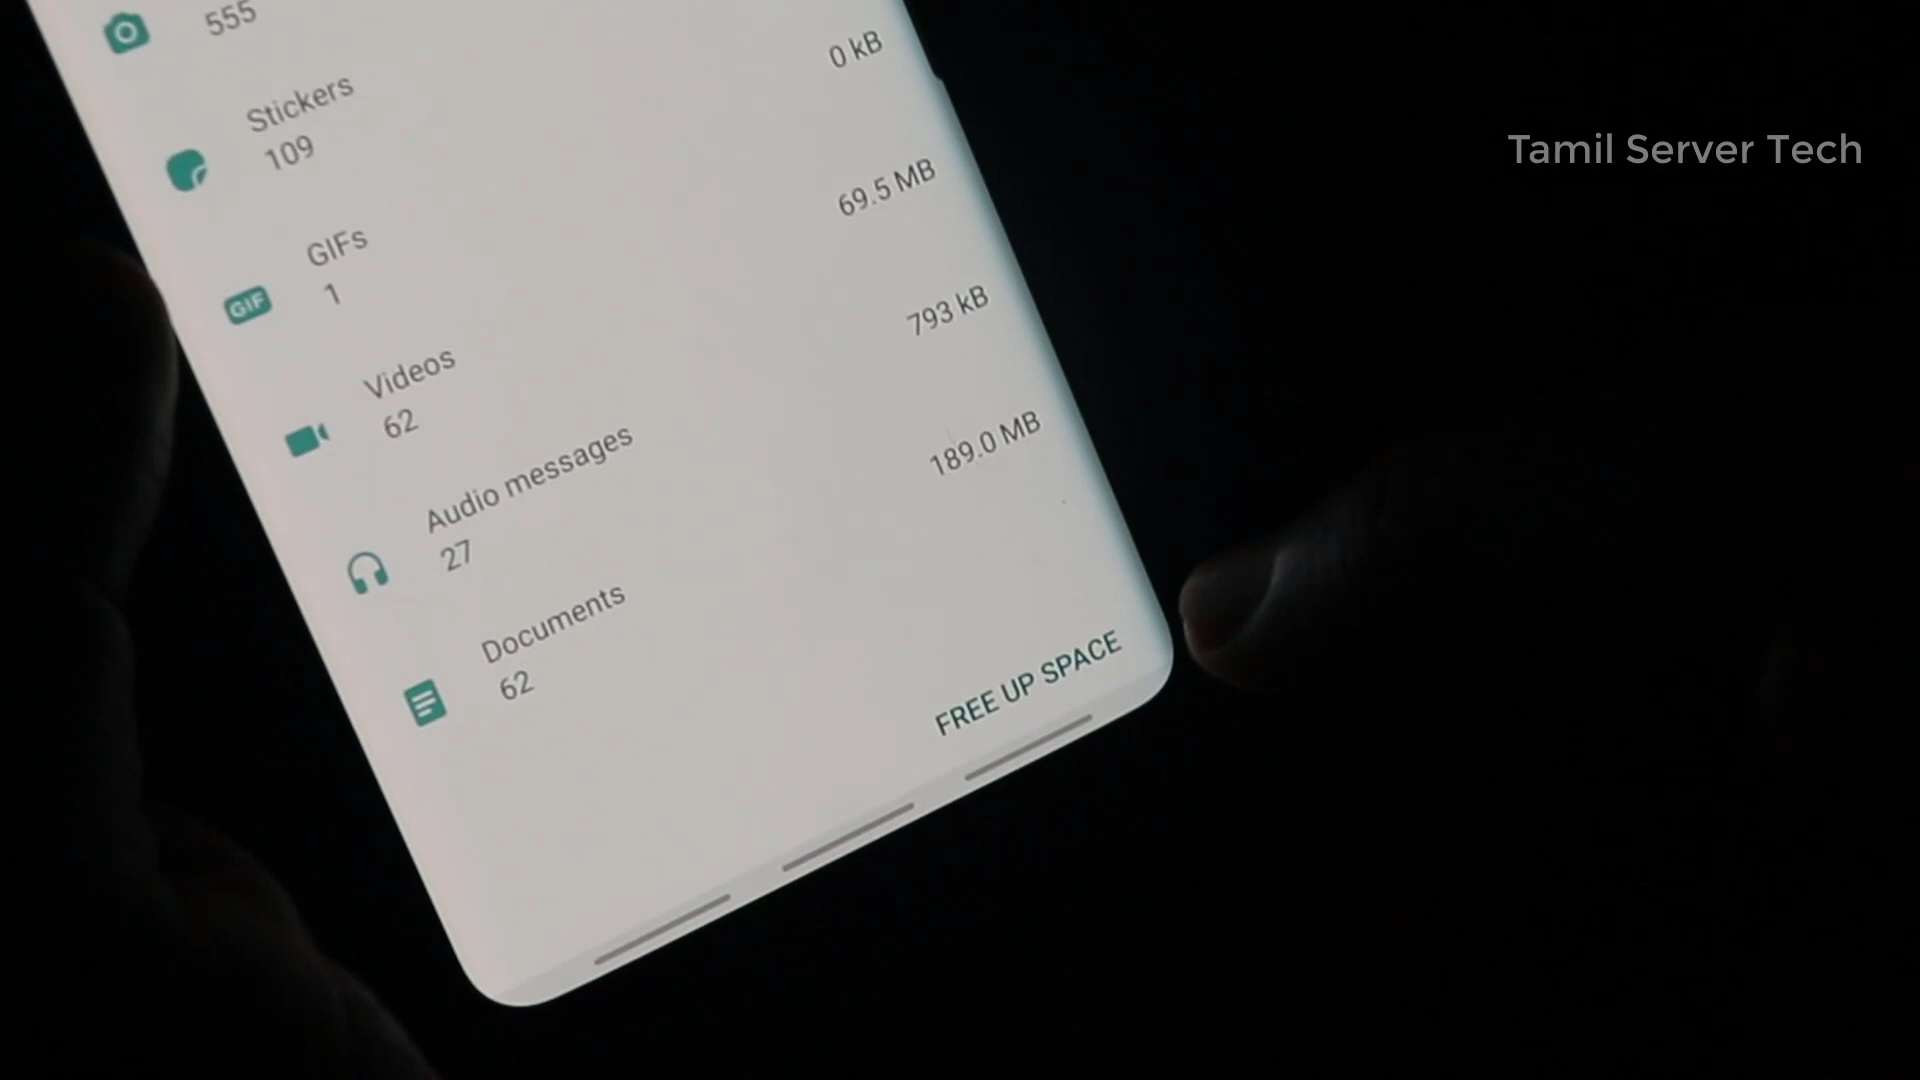 555
Stickers
109
0 kB
GIFs
1
69.5 MB
Videos
62
793 kB
Audio messages
27
189.0 MB
Documents
62
FREE UP SPACE
GIF
Tamil Server Tech